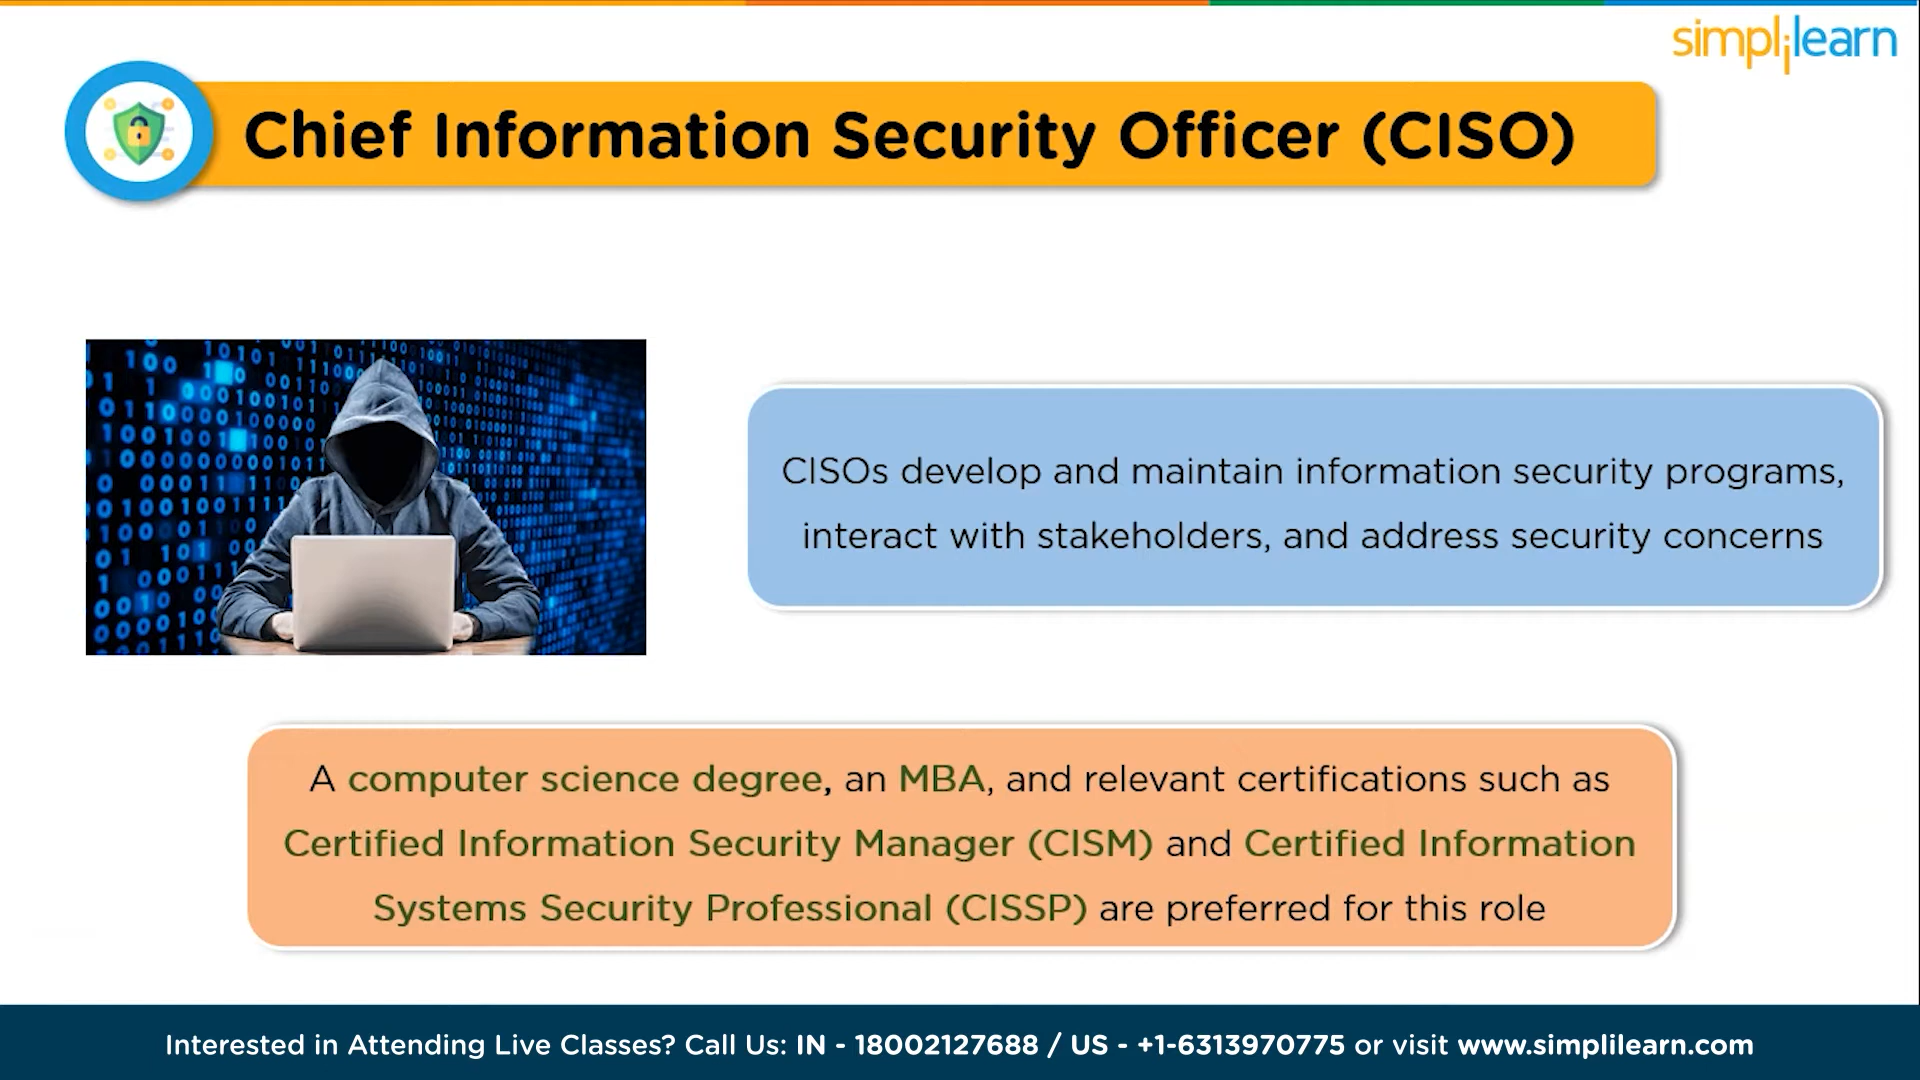 simplilearn
Chief Information Security Officer (CISO)
CISOs develop and maintain information security programs,
interact with stakeholders, and address security concerns
A computer science degree, an MBA, and relevant certifications such as
Certified Information Security Manager (CISM) and Certified Information
Systems Security Professional (CISSP) are preferred for this role
Interested in Attending Live Classes? Call Us: IN - 18002127688 / US - +1-6313970775 or visit www.simplilearn.com